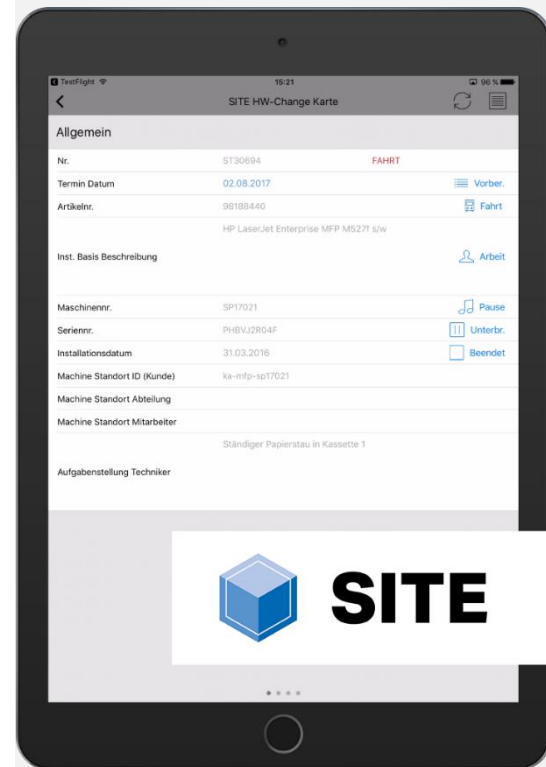 TestFlight 15:21 96 %
SITE HW-Change Karte
Allgemein
Nr. ST30694 FAHRT
Termin Datum 02.08.2017 Vorber.
Artikelnr. 98188440 Fahrt
HP LaserJet Enterprise MFP M527f s/w
Inst. Basis Beschreibung Arbeit
Maschinennr. SP17021 Pause
Seriennr. PHBVJ2R04F Unterbr.
Installationsdatum 31.03.2016 Beendet
Machine Standort ID (Kunde) ka-mfp-sp17021
Machine Standort Abteilung
Machine Standort Mitarbeiter
Ständiger Papierstau in Kassette 1
Aufgabenstellung Techniker
SITE